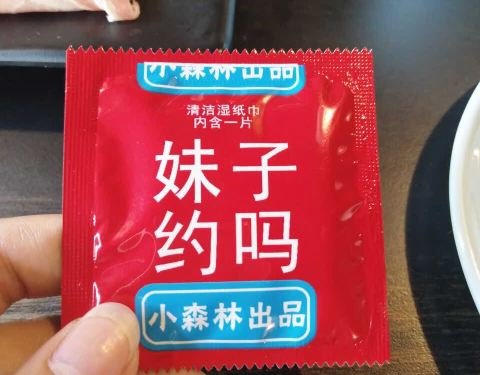 小森林出品
清洁湿纸巾
内含一片
妹子
约吗
小森林出品